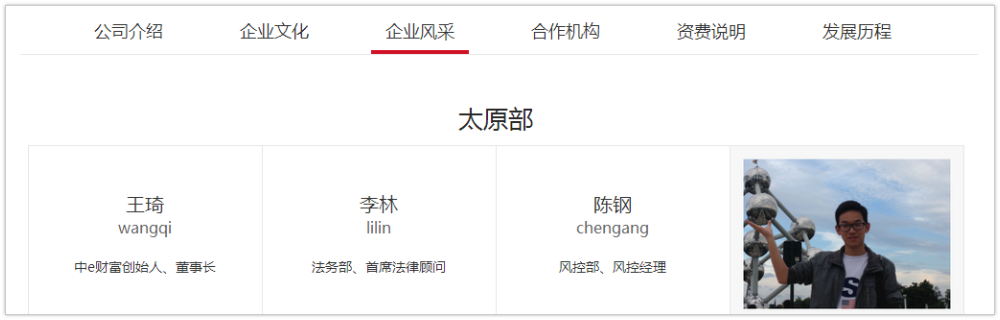 公司介绍 企业文化 企业风采 合作机构 资费说明 发展历程
太原部
王琦 李林 陈钢
wangqi lilin chengang
中e财富创始人、董事长 法务部、首席法律顾问 风控部、风控经理